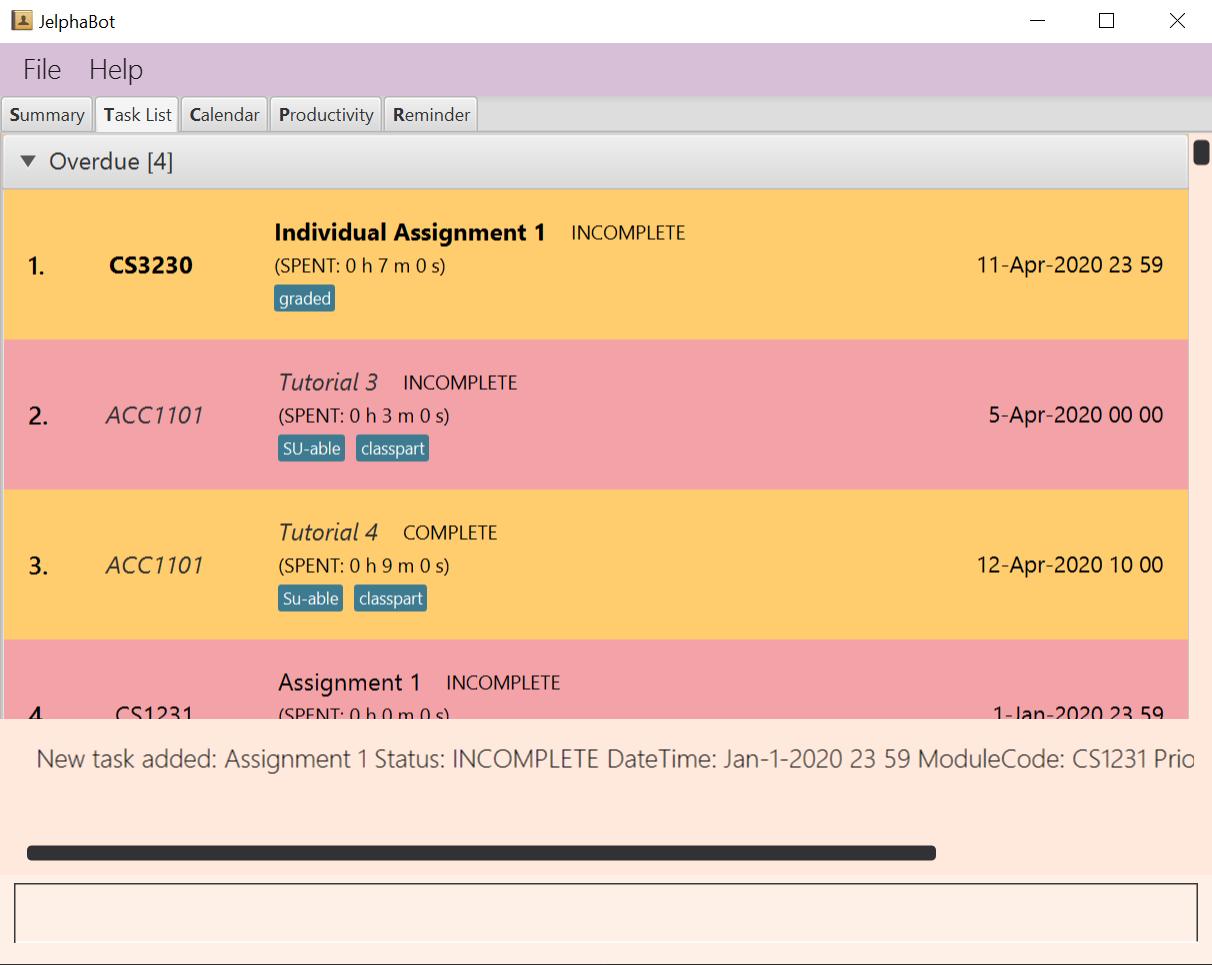 JelphaBot
File Help
Summary Task List Calendar Productivity Reminder
Overdue [4]
1. CS3230 Individual Assignment 1 INCOMPLETE
(SPENT: 0 h 7 m 0 s) 11-Apr-2020 23 59
graded
2. ACC1101 Tutorial 3 INCOMPLETE
(SPENT: 0 h 3 m 0 s) 5-Apr-2020 00 00
SU-able classpart
3. ACC1101 Tutorial 4 COMPLETE
(SPENT: 0 h 9 m 0 s) 12-Apr-2020 10 00
Su-able classpart
Assignment 1 INCOMPLETE
4. CS1231 (SPENT: 0 h 0 m 0 s) 1-Jan-2020 23 59
New task added: Assignment 1 Status: INCOMPLETE DateTime: Jan-1-2020 23 59 ModuleCode: CS1231 Prio